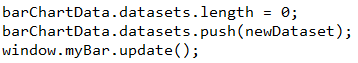 barChartData.datasets.length = 0;
barChartData.datasets.push(newDataset);
window.myBar.update();